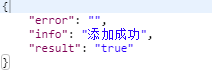 {
    "error": "",
    "info": "添加成功",
    "result": "true"
}